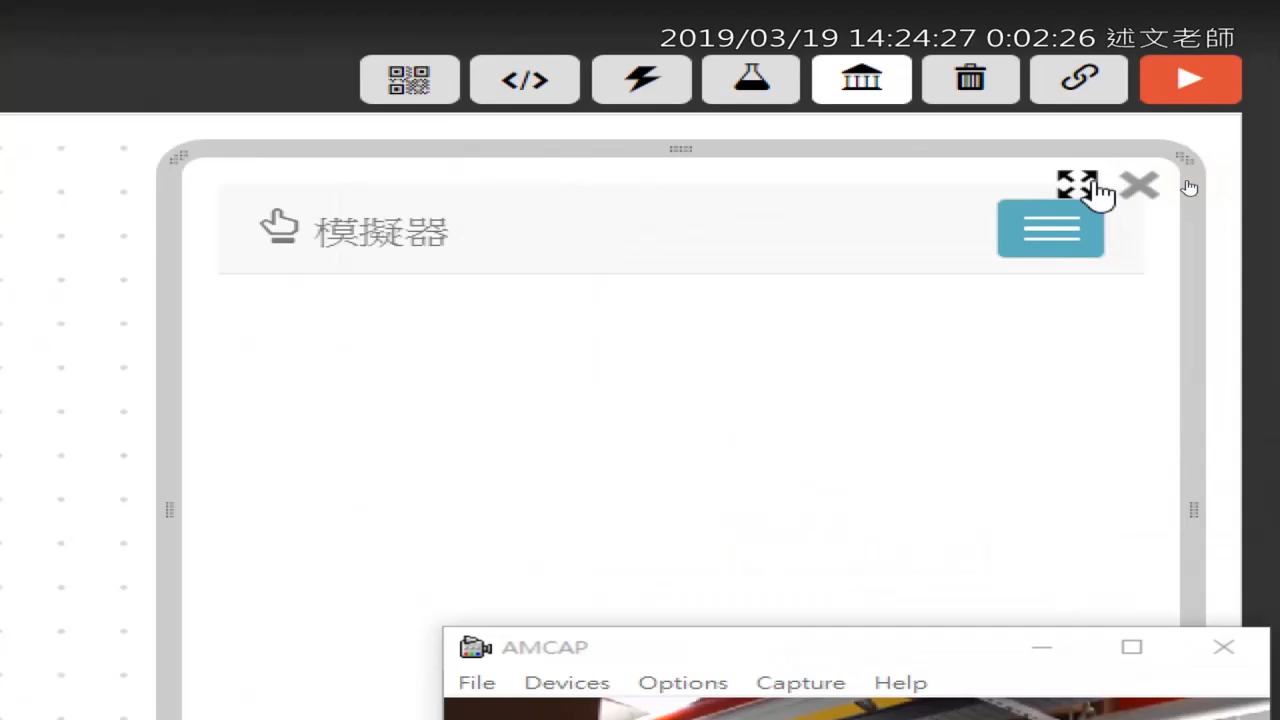 2019/03/19 14:24:27 0:02:26 述文老師
</>
模擬器
AMCAP
File Devices Options Capture Help